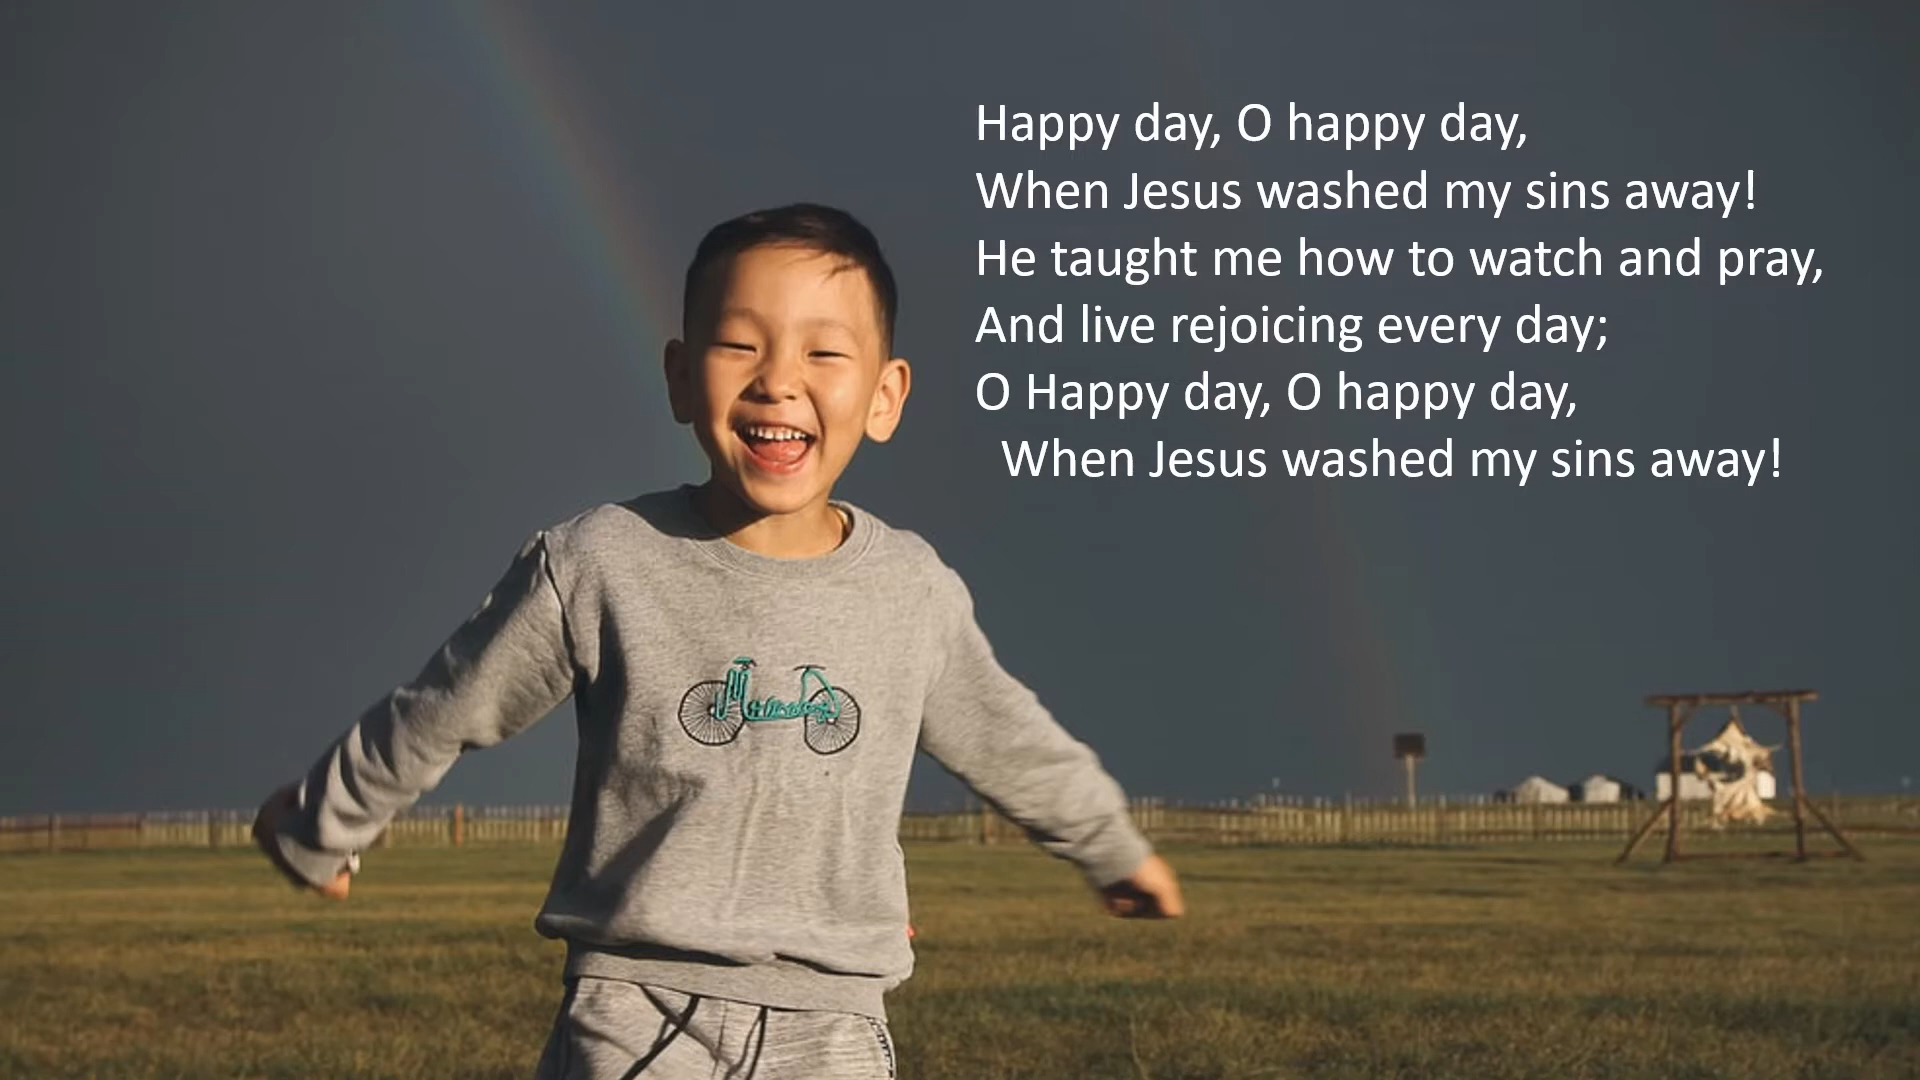 Happy day, O happy day,
When Jesus washed my sins away!
He taught me how to watch and pray,
And live rejoicing every day;
O Happy day, O happy day,
When Jesus washed my sins away!